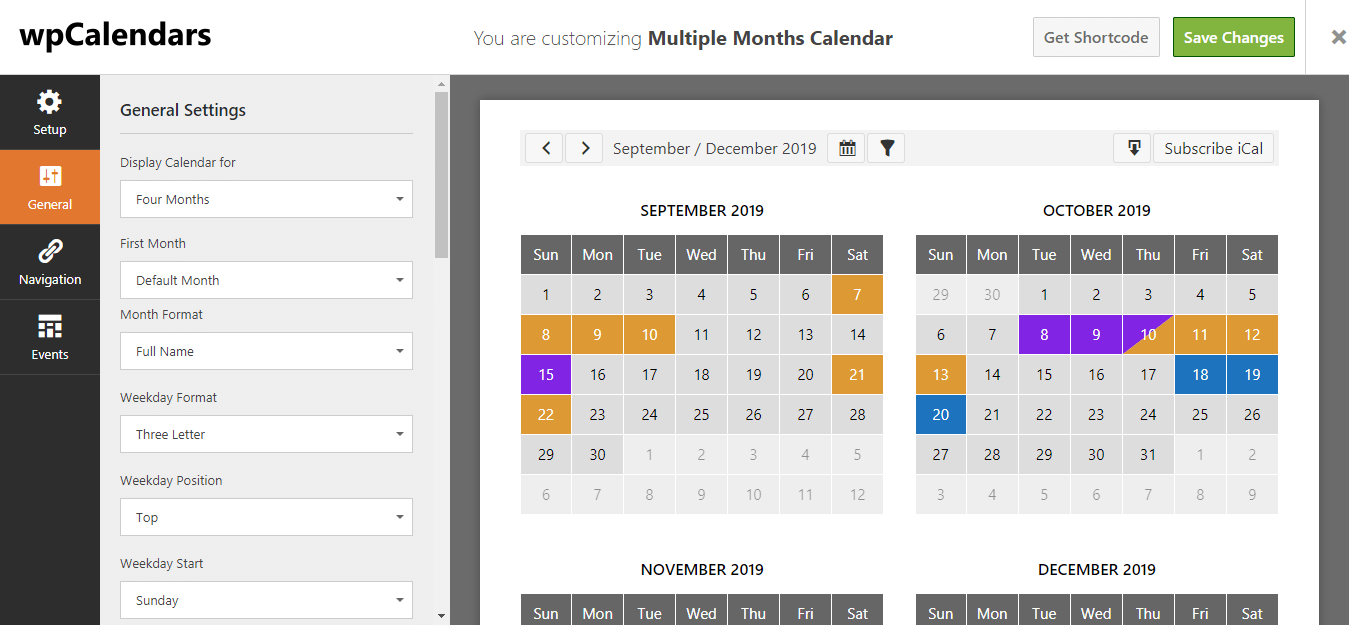 wpCalendars
You are customizing Multiple Months Calendar
Get Shortcode
Save Changes
Setup
General
Navigation
Events
General Settings
Display Calendar for
Four Months
First Month
Default Month
Month Format
Full Name
Weekday Format
Three Letter
Weekday Position
Top
Weekday Start
Sunday
September / December 2019
Subscribe iCal
SEPTEMBER 2019
Sun Mon Tue Wed Thu Fri Sat
1 2 3 4 5 6 7
8 9 10 11 12 13 14
15 16 17 18 19 20 21
22 23 24 25 26 27 28
29 30 1 2 3 4 5
6 7 8 9 10 11 12
OCTOBER 2019
Sun Mon Tue Wed Thu Fri Sat
29 30 1 2 3 4 5
6 7 8 9 10 11 12
13 14 15 16 17 18 19
20 21 22 23 24 25 26
27 28 29 30 31 1 2
3 4 5 6 7 8 9
NOVEMBER 2019
Sun Mon Tue Wed Thu Fri Sat
DECEMBER 2019
Sun Mon Tue Wed Thu Fri Sat